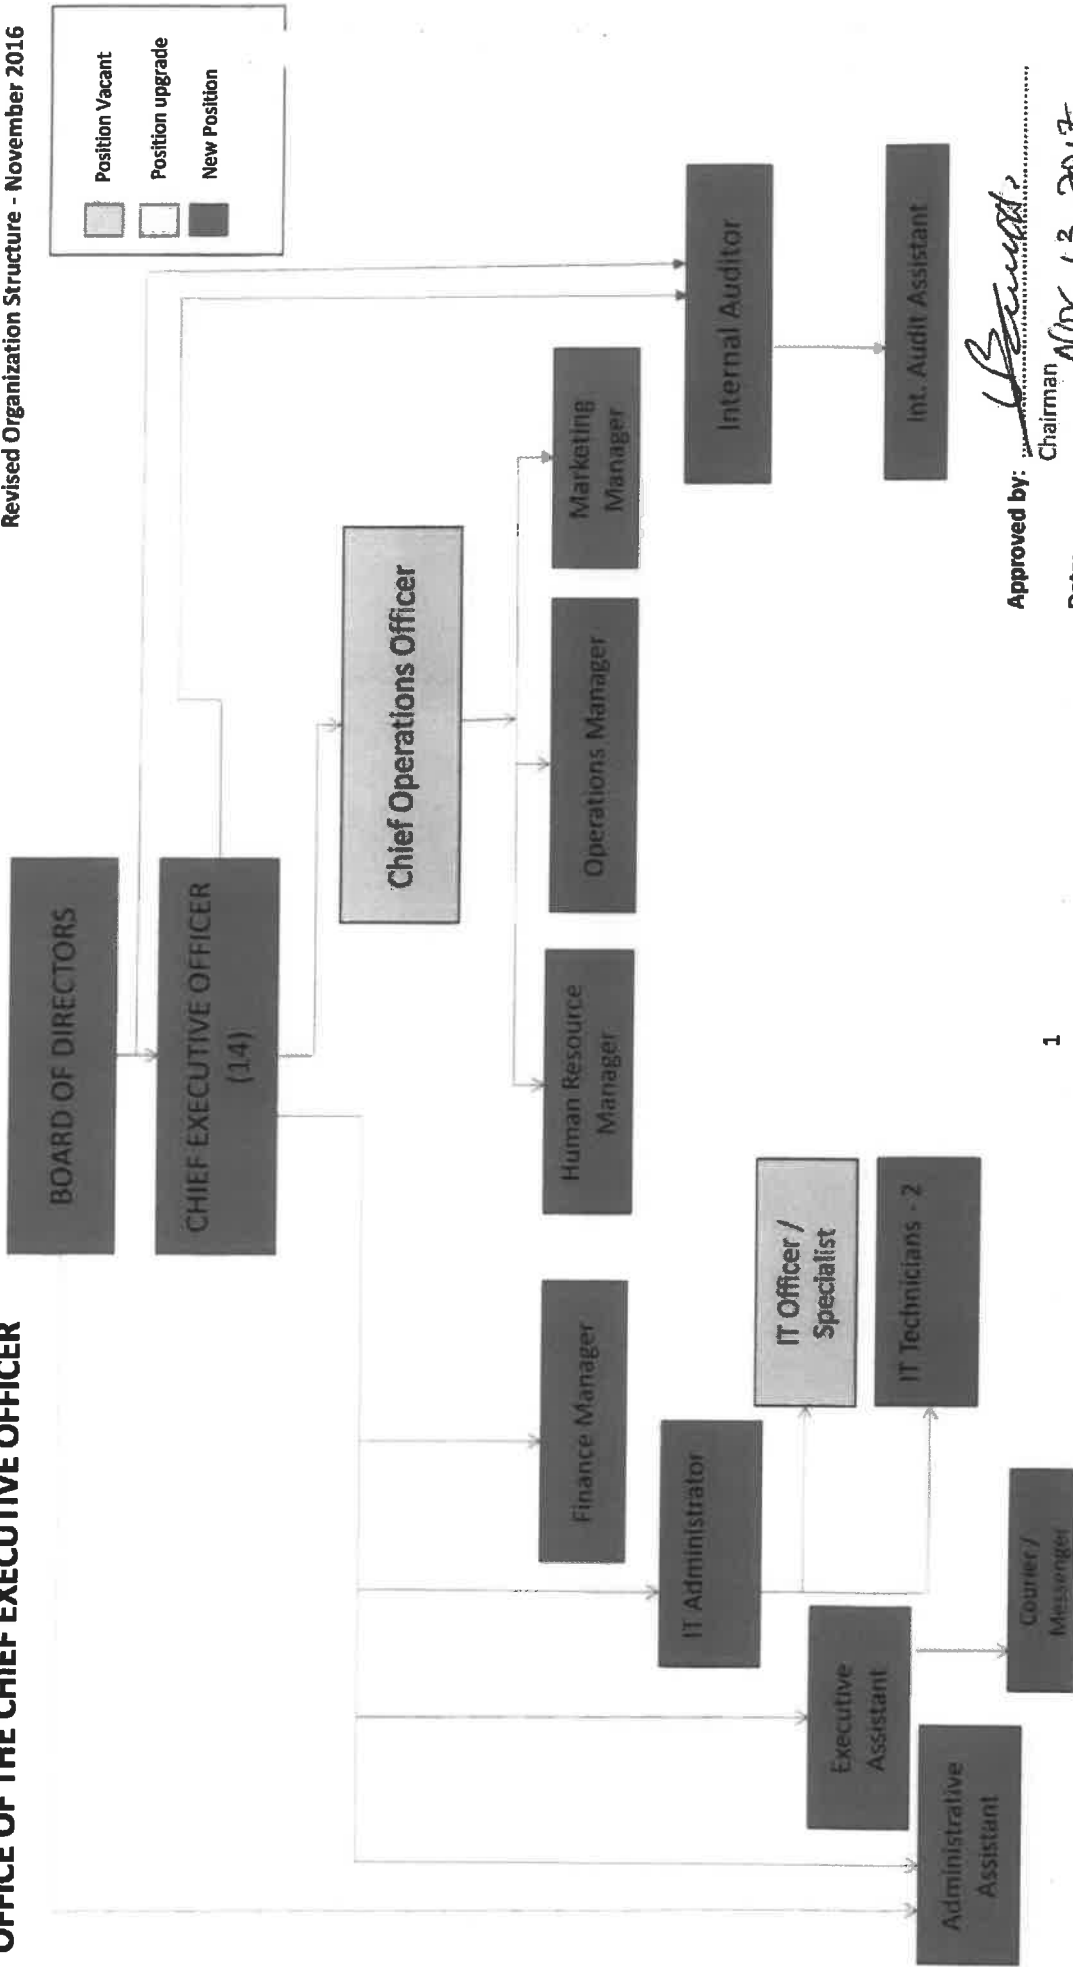 OFFICE OF THE CHIEF EXECUTIVE OFFICER
Revised Organization Structure - November 2016
Position Vacant
Position upgrade
New Position
BOARD OF DIRECTORS
CHIEF EXECUTIVE OFFICER
(14)
Chief Operations Officer
Finance Manager
Human Resource
Manager
Operations Manager
Marketing
Manager
IT Administrator
Internal Auditor
IT Officer /
Specialist
Executive
Assistant
IT Technicians - 2
Int. Audit Assistant
Administrative
Assistant
Courier /
Messenger
Approved by:
Chairman
1